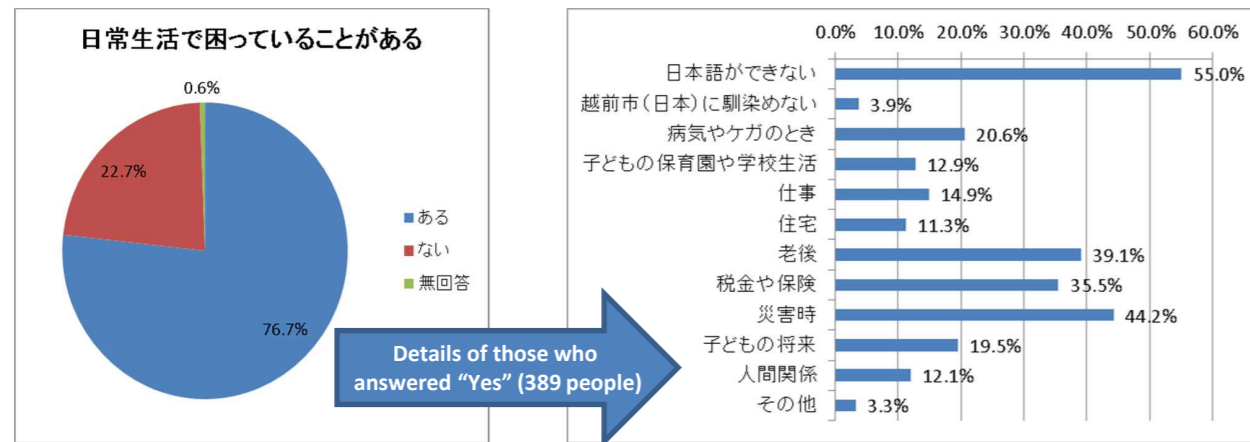 日常生活で困っていることがある
0.6%
22.7%
76.7%
ある
ない
無回答
Details of those who
answered “Yes” (389 people)
0.0% 10.0% 20.0% 30.0% 40.0% 50.0% 60.0%
日本語ができない 55.0%
越前市(日本)に馴染めない 3.9%
病気やケガのとき 20.6%
子どもの保育園や学校生活 12.9%
仕事 14.9%
住宅 11.3%
老後 39.1%
税金や保険 35.5%
災害時 44.2%
子どもの将来 19.5%
人間関係 12.1%
その他 3.3%